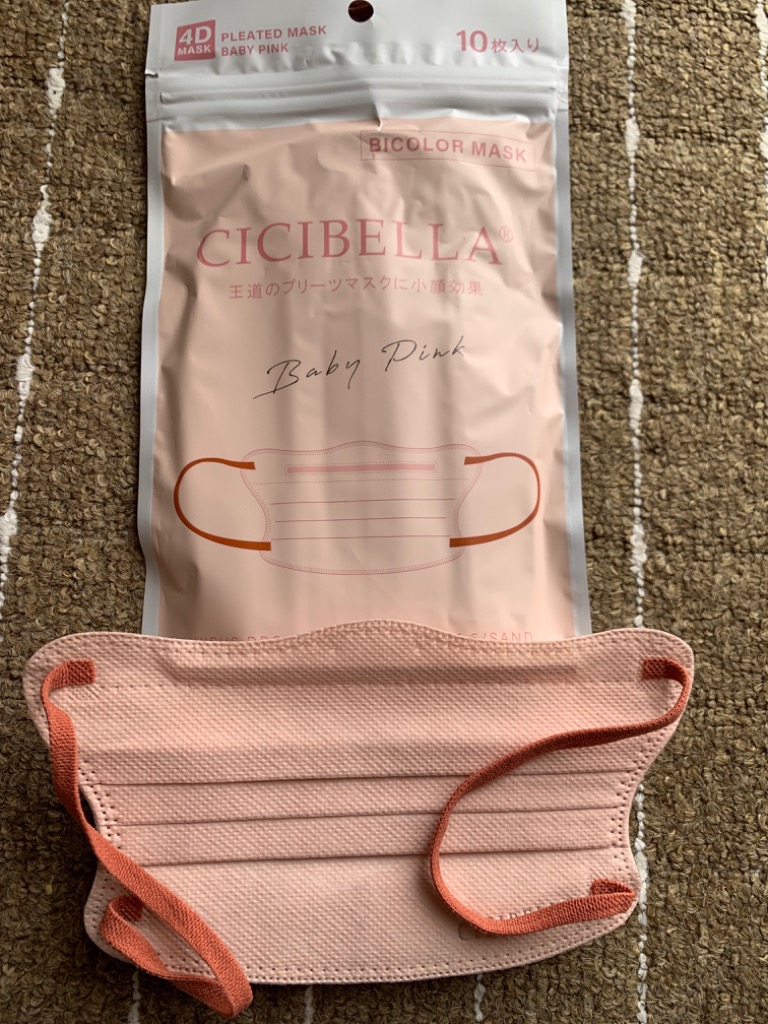 4D
MASK
PLEATED MASK
BABY PINK
10枚入り
BICOLOR MASK
CICIBELLA®
王道のプリーツマスクに小顔効果
Baby Pink